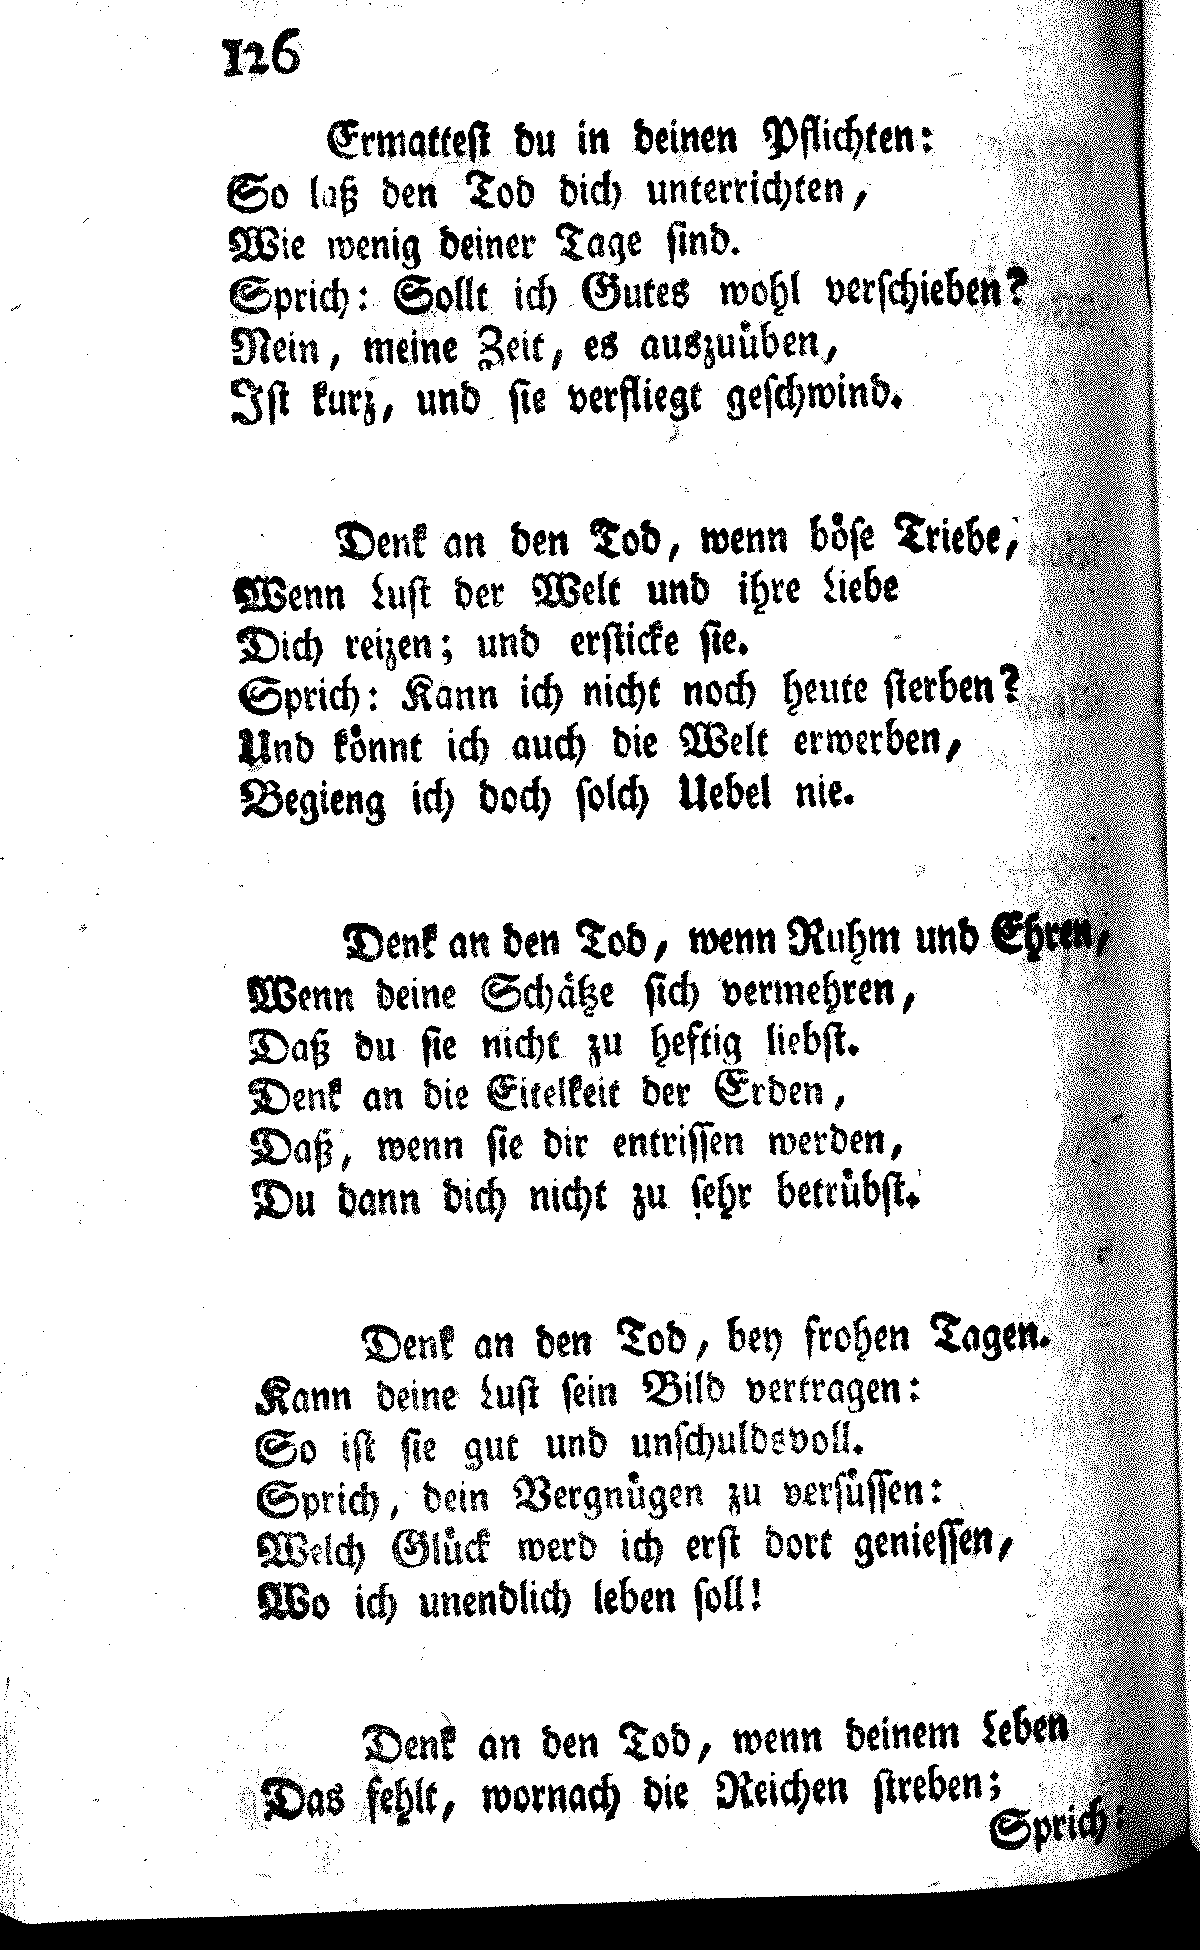 126
Ermattest du in deinen Pflichten:
So laß den Tod dich unterrichten,
Wie wenig deiner Tage sind.
Sprich: Sollt ich Gutes wohl verschieben?
Nein, meine Zeit, es auszuüben,
Ist kurz, und sie verfliegt geschwind.
Denk an den Tod, wenn böse Triebe,
Wenn Lust der Welt und ihre Liebe
Dich reizen; und ersticke sie.
Sprich: Kann ich nicht noch heute sterben?
Und könnt ich auch die Welt erwerben,
Begieng ich doch solch Uebel nie.
Denk an den Tod, wenn Ruhm und Ehren,
Wenn deine Schätze sich vermehren,
Daß du sie nicht zu heftig liebst.
Denk an die Eitelkeit der Erden,
Daß, wenn sie dir entrissen werden,
Du dann dich nicht zu sehr betrübst.
Denk an den Tod, bey frohen Tagen.
Kann deine Lust sein Bild vertragen:
So ist sie gut und unschuldsvoll.
Sprich, dein Vergnügen zu versüssen:
Welch Glück werd ich erst dort geniessen,
Wo ich unendlich leben soll!
Denk an den Tod, wenn deinem Leben
Das fehlt, wornach die Reichen streben;
Sprich: